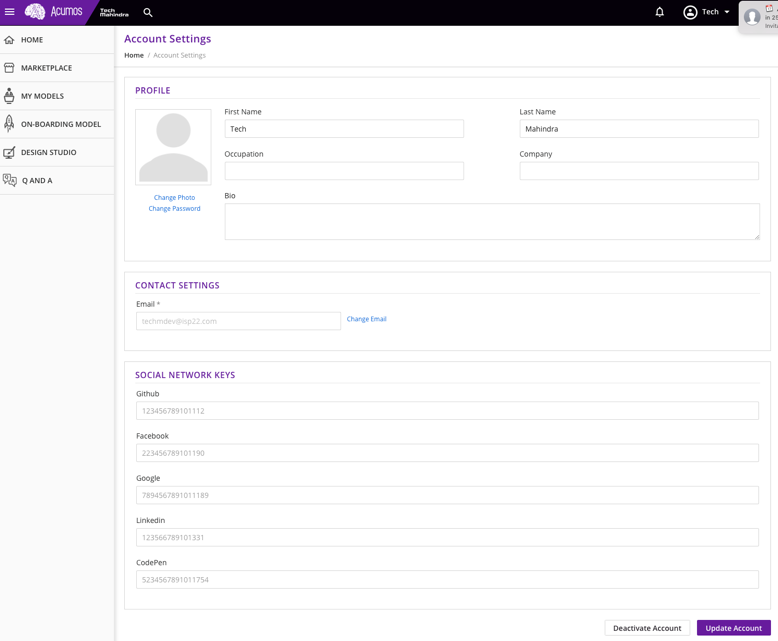 Acumos
Tech
Mahindra
Tech
in 25
Invita
HOME
MARKETPLACE
MY MODELS
ON-BOARDING MODEL
DESIGN STUDIO
Q AND A
Account Settings
Home / Account Settings
PROFILE
Change Photo
Change Password
First Name
Tech
Last Name
Mahindra
Occupation
Company
Bio
CONTACT SETTINGS
Email *
techmdev@isp22.com
Change Email
SOCIAL NETWORK KEYS
Github
123456789101112
Facebook
223456789101190
Google
7894567891011189
Linkedin
123566789101331
CodePen
5234567891011754
Deactivate Account
Update Account